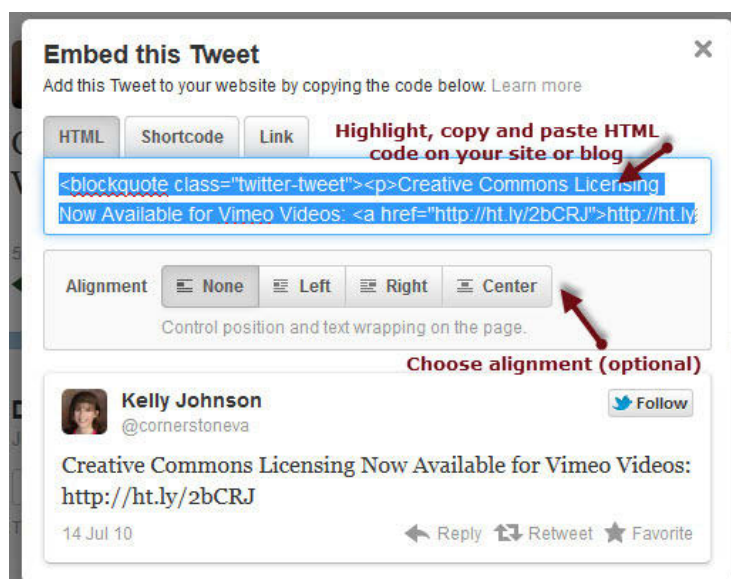 Embed this Tweet
Add this Tweet to your website by copying the code below. Learn more
HTML Shortcode Link
Highlight, copy and paste HTML
code on your site or blog
<blockquote class="twitter-tweet"><p>Creative Commons Licensing
Now Available for Vimeo Videos: <a href="http://ht.ly/2bCRJ">http://ht.ly
Alignment None Left Right Center
Control position and text wrapping on the page.
Choose alignment (optional)
Kelly Johnson
@cornerstoneva
Follow
Creative Commons Licensing Now Available for Vimeo Videos:
http://ht.ly/2bCRJ
14 Jul 10 Reply Retweet Favorite